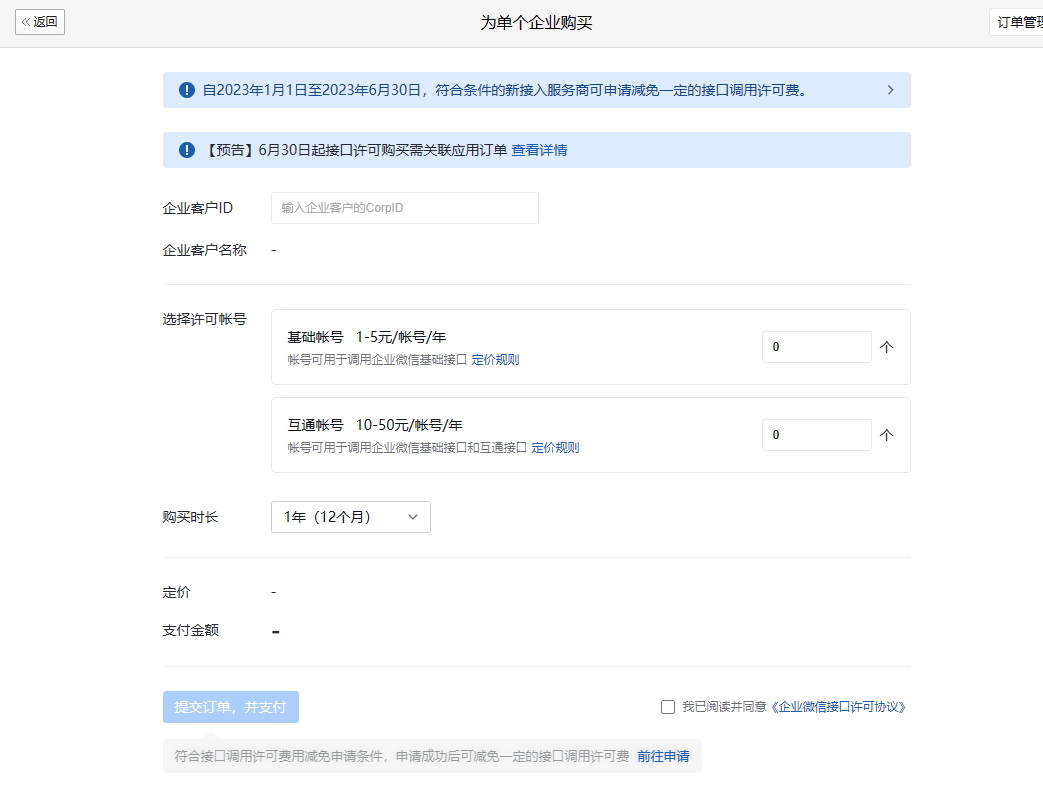 返回
为单个企业购买
订单管理
自2023年1月1日至2023年6月30日，符合条件的新接入服务商可申请减免一定的接口调用许可费。
【预告】6月30日起接口许可购买需关联应用订单 查看详情
企业客户ID 输入企业客户的CorpID
企业客户名称 -
选择许可帐号
基础帐号 1-5元/帐号/年
帐号可用于调用企业微信基础接口 定价规则
0 个
互通帐号 10-50元/帐号/年
帐号可用于调用企业微信基础接口和互通接口 定价规则
0 个
购买时长 1年（12个月）
定价 -
支付金额 -
提交订单，并支付
我已阅读并同意《企业微信接口许可协议》
符合接口调用许可费用减免申请条件，申请成功后可减免一定的接口调用许可费 前往申请